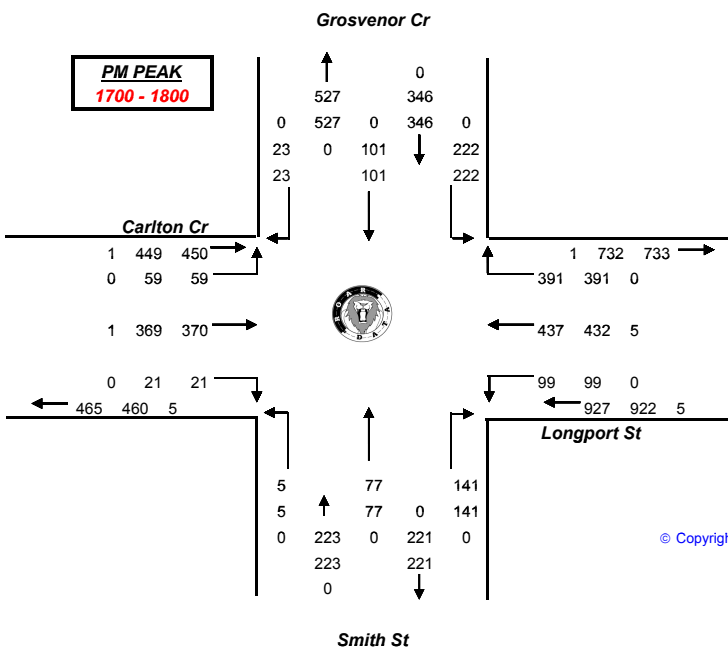 Grosvenor Cr
PM PEAK
1700 - 1800
0
527 346
0 527 0 346 0
23 0 101 222
23 101 222
Carlton Cr
1 449 450
1 732 733
0 59 59
391 391 0
ROAR DATA
1 369 370
437 432 5
0 21 21
99 99 0
465 460 5
927 922 5
Longport St
5 77 141
5 77 0 141
0 223 0 221 0
© Copyrigh
223 221
0
Smith St